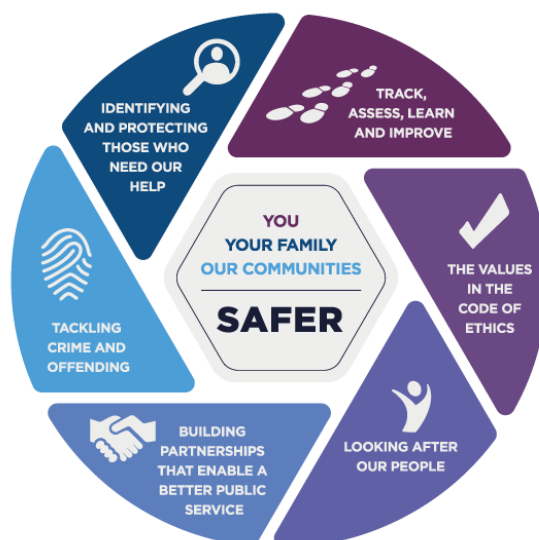 IDENTIFYING
AND PROTECTING
THOSE WHO
NEED OUR
HELP
TRACK,
ASSESS, LEARN
AND IMPROVE
THE VALUES
IN THE
CODE OF
ETHICS
LOOKING AFTER
OUR PEOPLE
BUILDING
PARTNERSHIPS
THAT ENABLE A
BETTER PUBLIC
SERVICE
TACKLING
CRIME AND
OFFENDING
YOU
YOUR FAMILY
OUR COMMUNITIES
SAFER